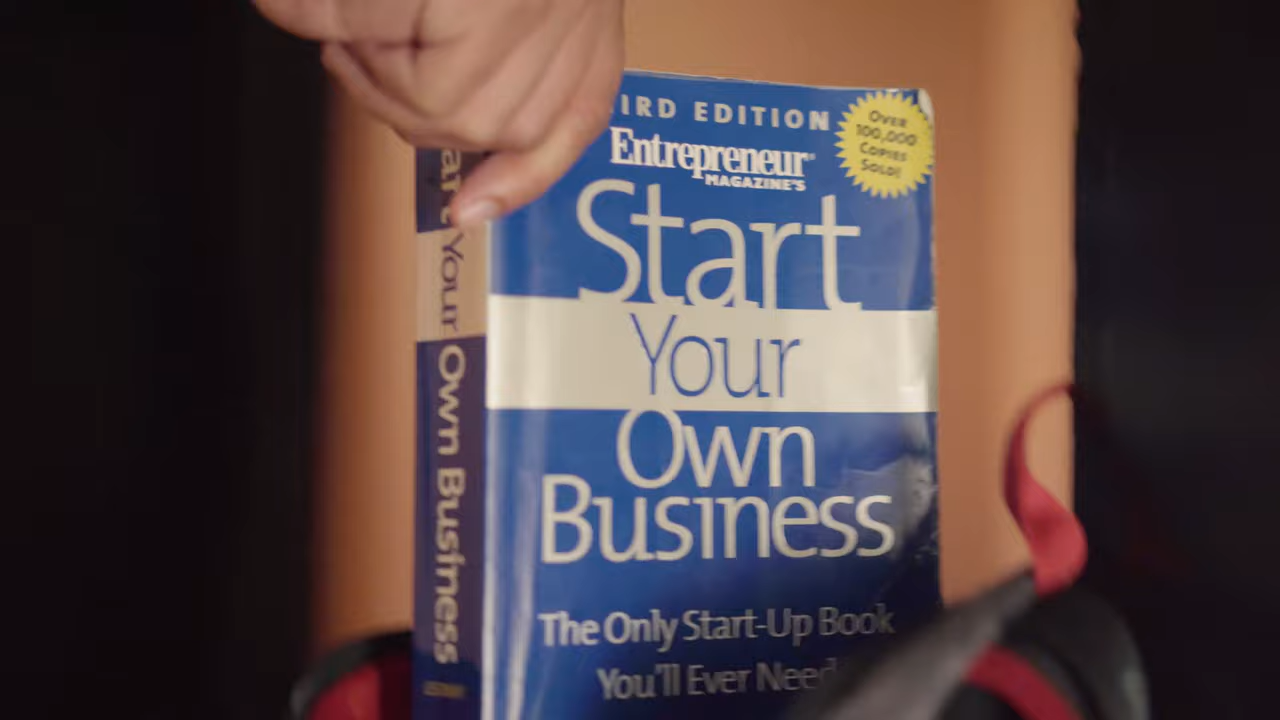 IRD EDITION
Entrepreneur®
MAGAZINE'S
OVER
100,000
COPIES
SOLD!
Start
Your
Own
Business
The Only Start-Up Book
You'll Ever Need
Your Own Business